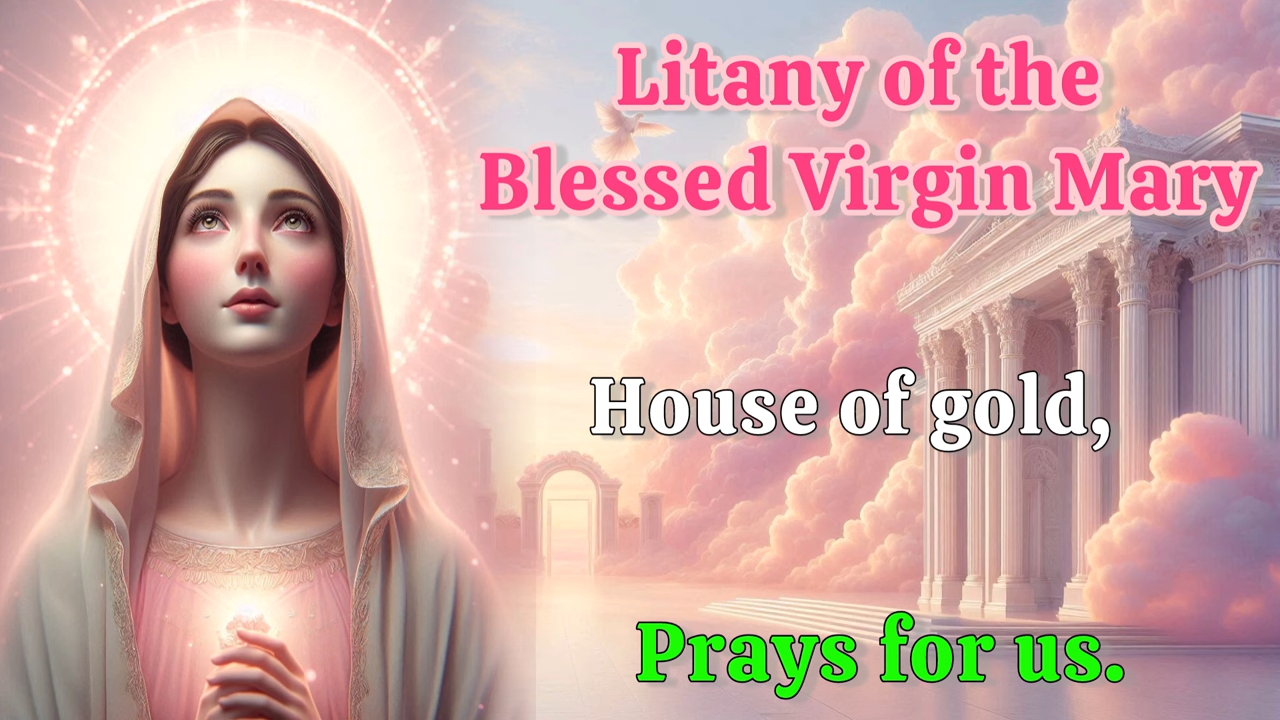 Litany of the
Blessed Virgin Mary
House of gold,
Prays for us.